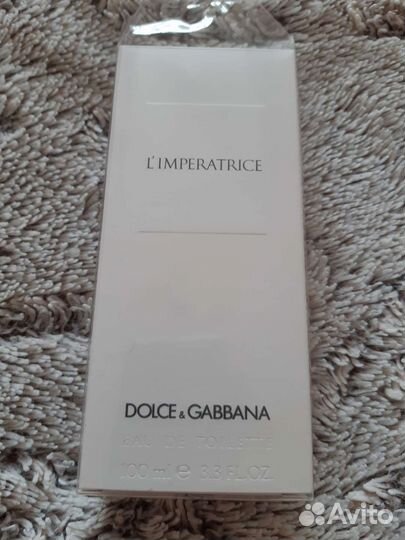 L'IMPERATRICE
DOLCE & GABBANA
EAU DE TOILETTE
100 ml e 3.3 FL.OZ.
Avito